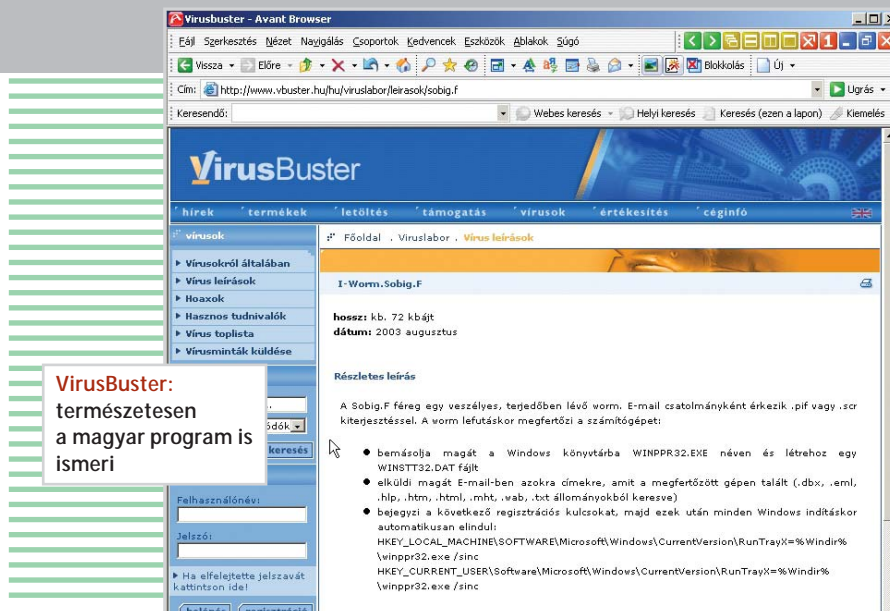 Virusbuster - Avant Browser
Fájl Szerkesztés Nézet Navigálás Csoportok Kedvencek Eszközök Ablakok Súgó
Vissza Előre Blokkolás Új
Cím: http://www.vbuster.hu/hu/viruslabor/leirasok/sobig.f Ugrás
Keresendő: Webes keresés Helyi keresés Keresés (ezen a lapon) Kiemelés
VirusBuster
hírek termékek letöltés támogatás vírusok értékesítés céginfó
vírusok
Főoldal . Viruslabor . Vírus leírások
Vírusokról általában
Vírus leírások
Hoaxok
Hasznos tudnivalók
Vírus toplista
Vírusminták küldése
I-Worm.Sobig.F
hossz: kb. 72 kbájt
dátum: 2003 augusztus
Részletes leírás
A Sobig.F féreg egy veszélyes, terjedőben lévő worm. E-mail csatolmányként érkezik .pif vagy .scr
kiterjesztéssel. A worm lefutáskor megfertőzi a számítógépet:
● bemásolja magát a Windows könyvtárba WINPPR32.EXE néven és létrehoz egy
WINSTT32.DAT fájlt
● elküldi magát E-mail-ben azokra címekre, amit a megfertőzött gépen talált (.dbx, .eml,
.hlp, .htm, .html, .mht, .wab, .txt állományokból keresve)
● bejegyzi a következő regisztrációs kulcsokat, majd ezek után minden Windows indításkor
automatikusan elindul:
HKEY_LOCAL_MACHINE\SOFTWARE\Microsoft\Windows\CurrentVersion\RunTrayX=%Windir%
\winppr32.exe /sinc
HKEY_CURRENT_USER\Software\Microsoft\Windows\CurrentVersion\RunTrayX=%Windir%
\winppr32.exe /sinc
VirusBuster:
természetesen
a magyar program is
ismeri
keresés
Felhasználónév:
Jelszó:
Ha elfelejtette jelszavát
kattintson ide!
belépés regisztráció